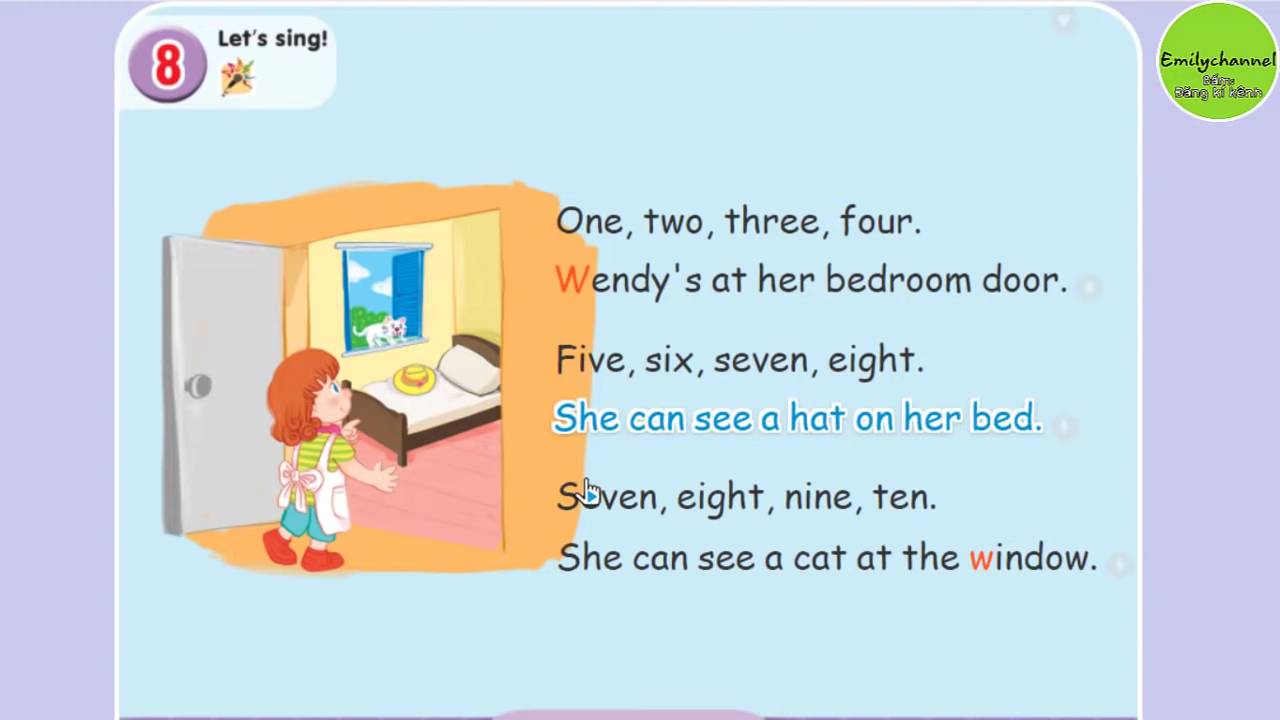 8
Let's sing!
Emilychannel
Bấm:
Đăng kí kênh
One, two, three, four.
Wendy's at her bedroom door.
Five, six, seven, eight.
She can see a hat on her bed.
Seven, eight, nine, ten.
She can see a cat at the window.